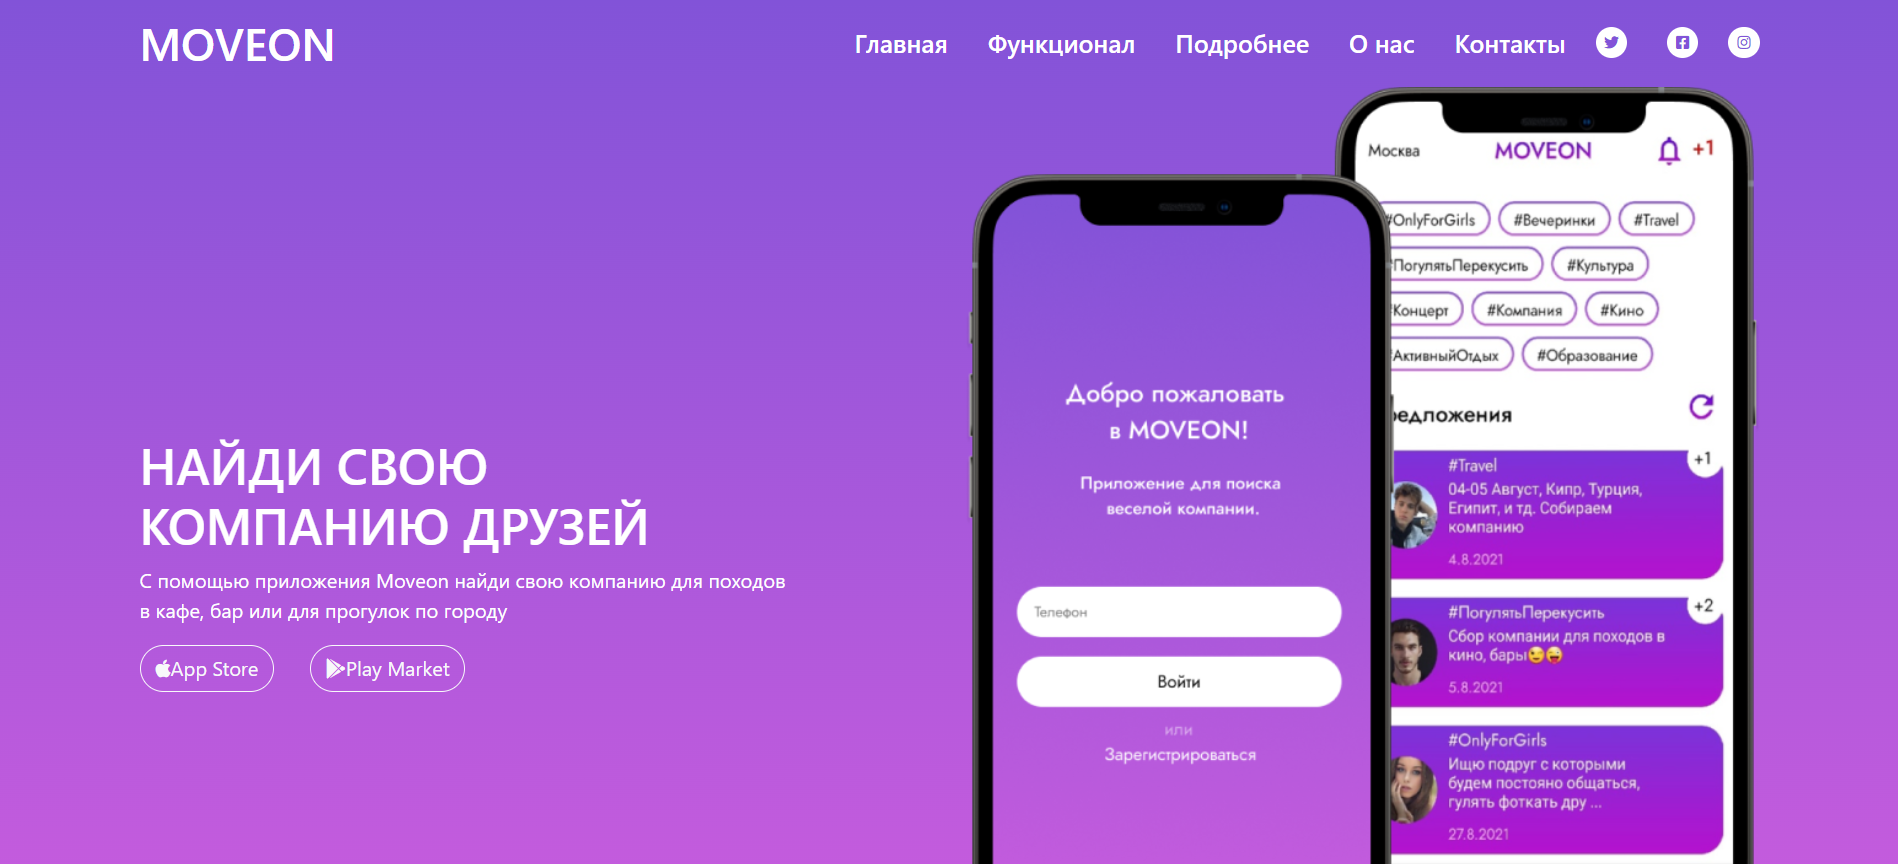 MOVEON
Главная
Функционал
Подробнее
О нас
Контакты
НАЙДИ СВОЮ
КОМПАНИЮ ДРУЗЕЙ
С помощью приложения Moveon найди свою компанию для походов
в кафе, бар или для прогулок по городу
App Store
Play Market
Добро пожаловать
в MOVEON!
Приложение для поиска
веселой компании.
Телефон
Войти
или
Зарегистрироваться
Москва
MOVEON
+1
#OnlyForGirls
#Вечеринки
#Travel
#ПогулятьПерекусить
#Культура
#Концерт
#Компания
#Кино
#АктивныйОтдых
#Образование
редложения
#Travel
+1
04-05 Август, Кипр, Турция,
Египит, и тд. Собираем
компанию
4.8.2021
#ПогулятьПерекусить
+2
Сбор компании для походов в
кино, бары😉😜
5.8.2021
#OnlyForGirls
Ищю подруг с которыми
будем постояно общаться,
гулять фоткать дру ...
27.8.2021